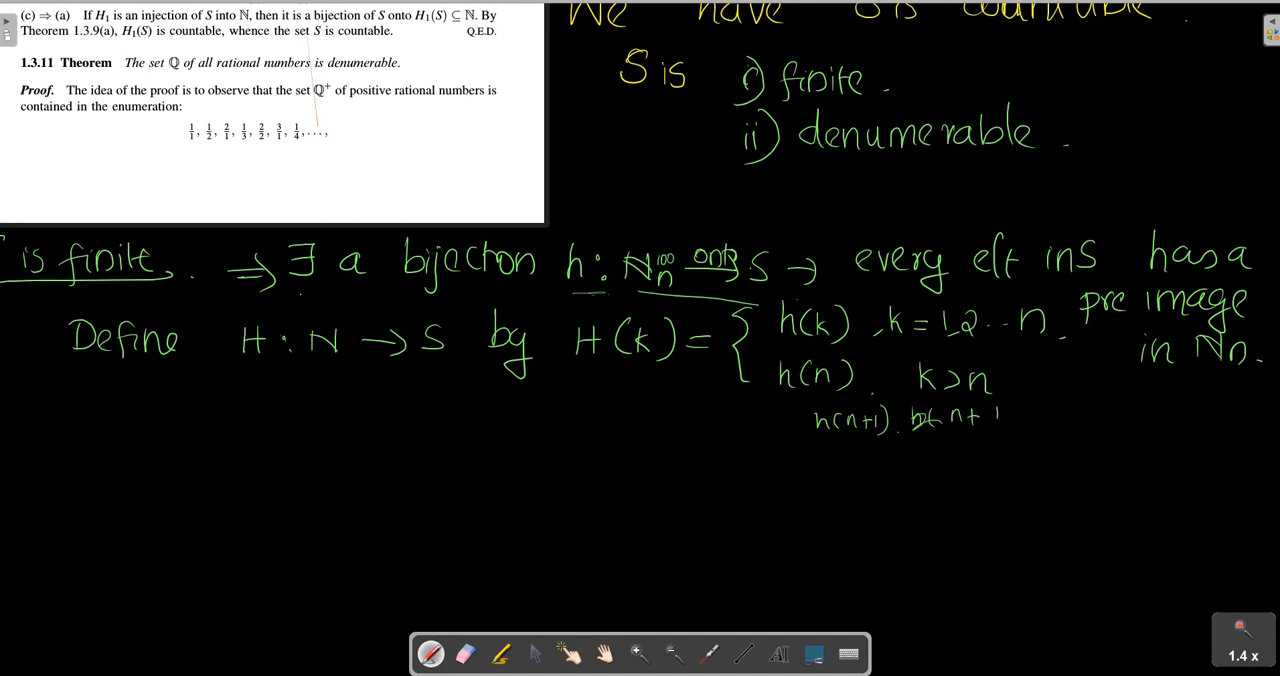 (c) ⇒ (a) If H₁ is an injection of S into ℕ, then it is a bijection of S onto H₁(S) ⊆ ℕ. By
Theorem 1.3.9(a), H₁(S) is countable, whence the set S is countable. Q.E.D.
1.3.11 Theorem The set ℚ of all rational numbers is denumerable.
Proof. The idea of the proof is to observe that the set ℚ⁺ of positive rational numbers is
contained in the enumeration:
1/1, 1/2, 2/1, 1/3, 2/2, 3/1, 1/4, . . . ,
We have S is countable.
S is i) finite.
ii) denumerable.
is finite. ⇒ ∃ a bijection h : ℕn 100 onto S → every elt in S has a
pre image
in ℕn.
Define H : N → S by H(k) = { h(k), k = 1,2...n.
h(n). k>n
h(n+1). n+1
1.4 x